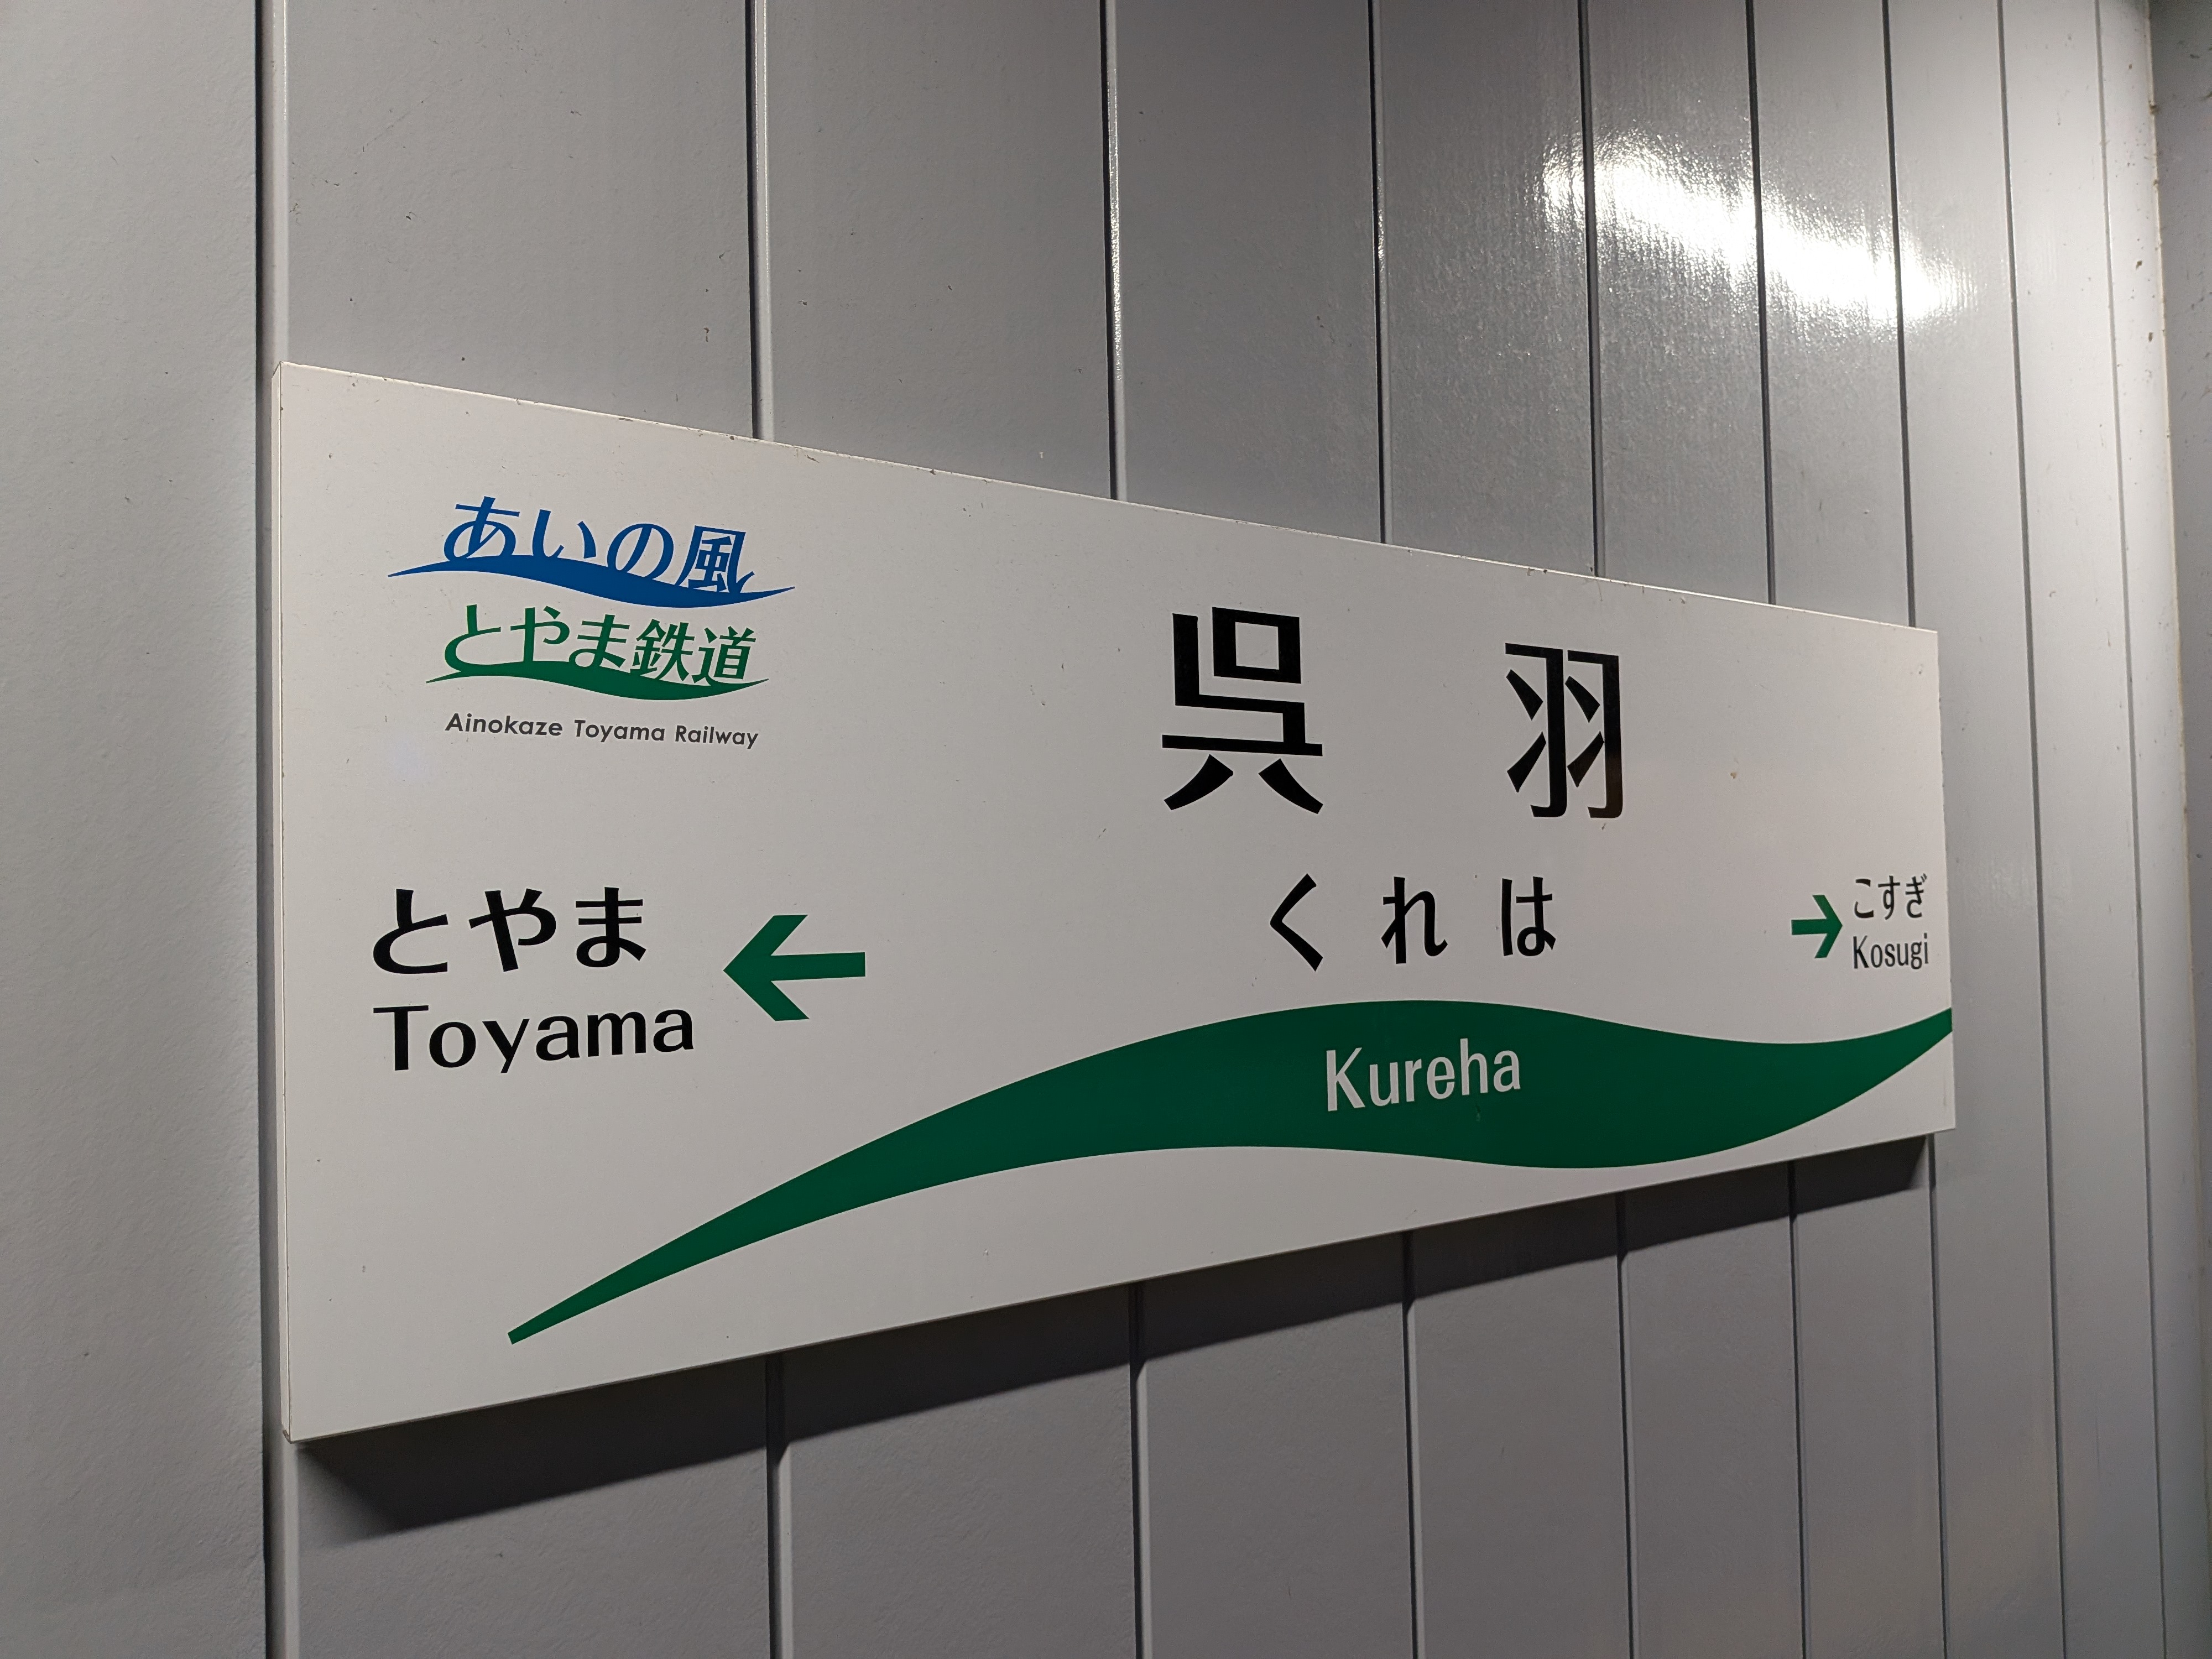 あいの風
とやま鉄道
Ainokaze Toyama Railway
呉羽
くれは
Kureha
とやま
Toyama
こすぎ
Kosugi